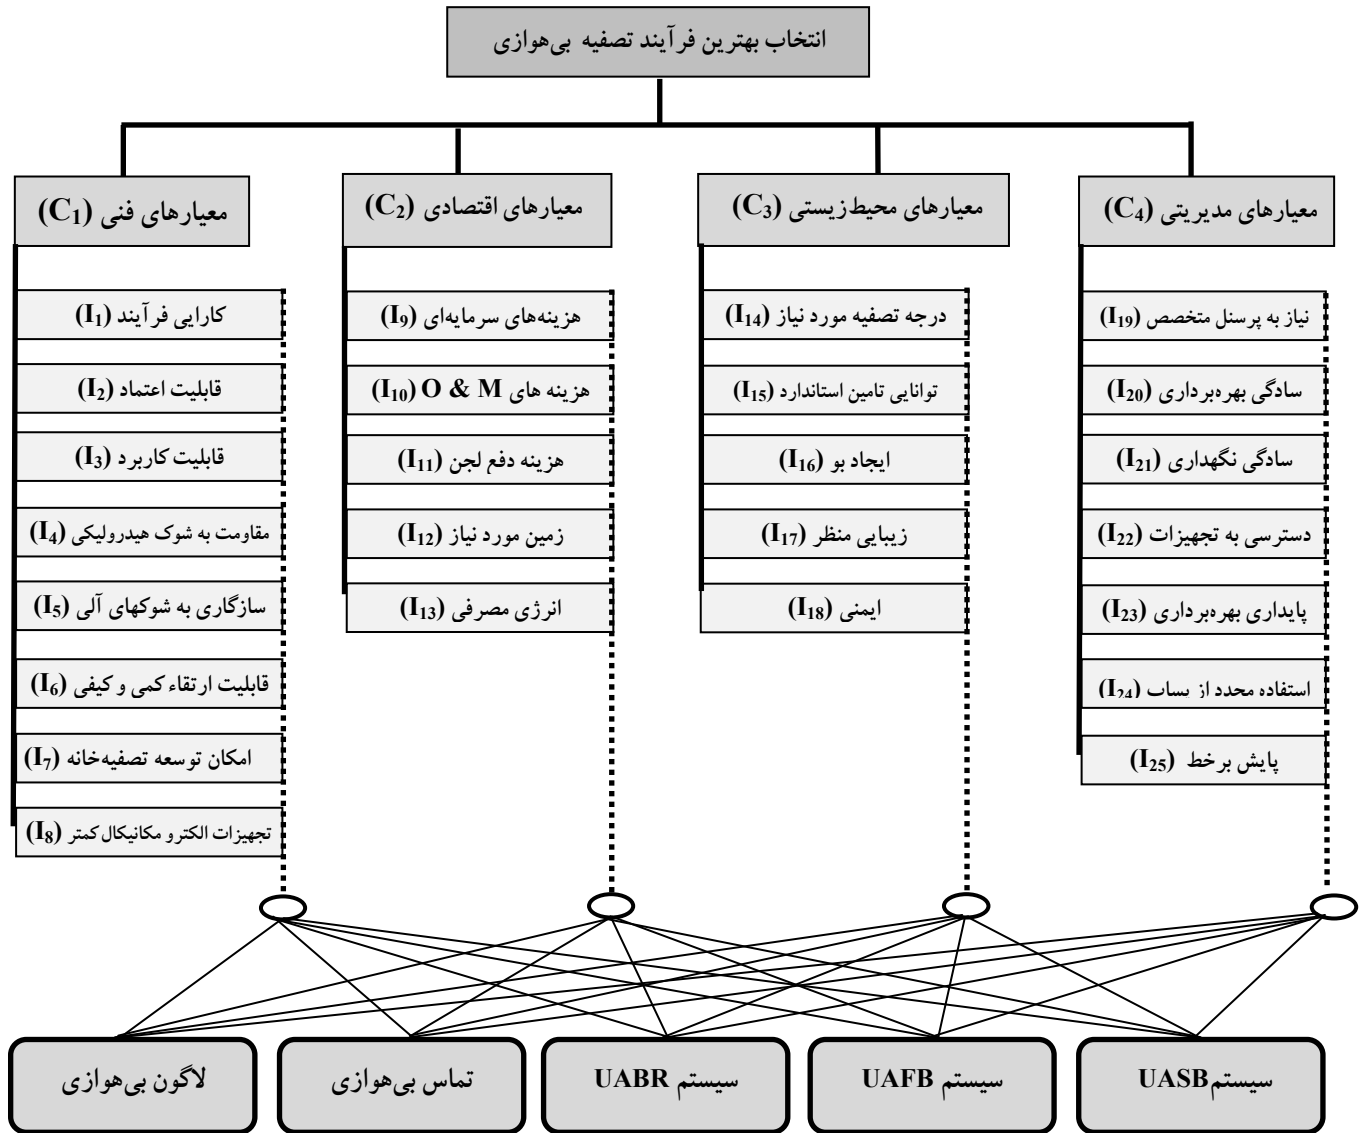 انتخاب بهترین فرآیند تصفیه بی‌هوازی
معیارهای فنی (C1)
معیارهای اقتصادی (C2)
معیارهای محیط‌زیستی (C3)
معیارهای مدیریتی (C4)
کارایی فرآیند (I1)
قابلیت اعتماد (I2)
قابلیت کاربرد (I3)
مقاومت به شوک هیدرولیکی (I4)
سازگاری به شوکهای آلی (I5)
قابلیت ارتقاء کمی و کیفی (I6)
امکان توسعه تصفیه‌خانه (I7)
تجهیزات الکترو مکانیکال کمتر (I8)
هزینه‌های سرمایه‌ای (I9)
هزینه های O & M (I10)
هزینه دفع لجن (I11)
زمین مورد نیاز (I12)
انرژی مصرفی (I13)
درجه تصفیه مورد نیاز (I14)
توانایی تامین استاندارد (I15)
ایجاد بو (I16)
زیبایی منظر (I17)
ایمنی (I18)
نیاز به پرسنل متخصص (I19)
سادگی بهره‌برداری (I20)
سادگی نگهداری (I21)
دسترسی به تجهیزات (I22)
پایداری بهره‌برداری (I23)
استفاده مجدد از پساب (I24)
پایش برخط (I25)
لاگون بی‌هوازی
تماس بی‌هوازی
سیستم UABR
سیستم UAFB
سیستم UASB